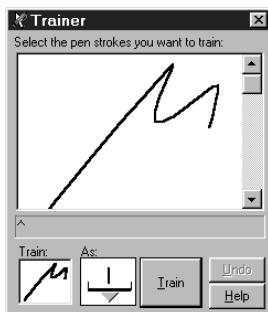 Trainer
Select the pen strokes you want to train:
^
Train:
As:
Train
Undo
Help